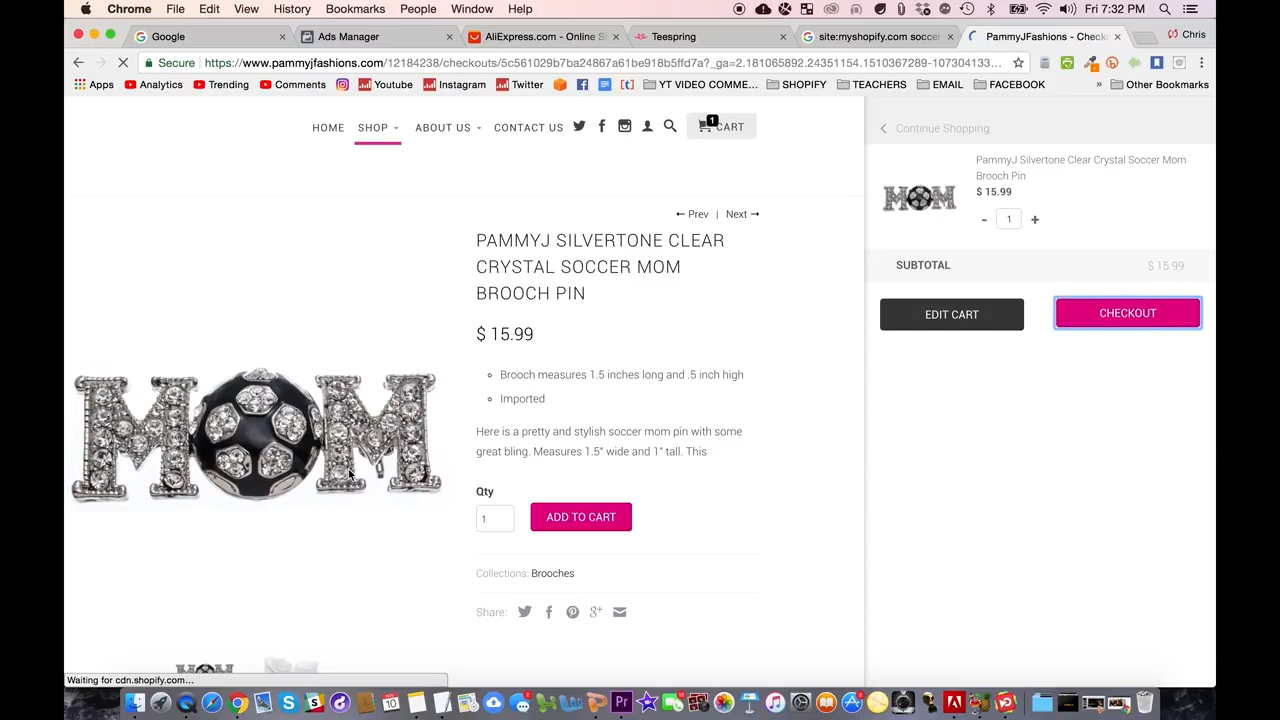 Chrome File Edit View History Bookmarks People Window Help Fri 7:32 PM
Google Ads Manager AliExpress.com - Online S Teespring site:myshopify.com soccer PammyJFashions - Check Chris
Secure https://www.pammyjfashions.com/12184238/checkouts/5c561029b7ba24867a61be918b5ffd7a?_ga=2.181065892.24351154.1510367289-107304133...
Apps Analytics Trending Comments Youtube Instagram Twitter [t] YT VIDEO COMME... SHOPIFY TEACHERS EMAIL FACEBOOK » Other Bookmarks
HOME SHOP ABOUT US CONTACT US 1 CART
Continue Shopping
PammyJ Silvertone Clear Crystal Soccer Mom
Brooch Pin
$ 15.99
- 1 +
SUBTOTAL $ 15.99
EDIT CART CHECKOUT
← Prev | Next →
PAMMYJ SILVERTONE CLEAR
CRYSTAL SOCCER MOM
BROOCH PIN
$ 15.99
Brooch measures 1.5 inches long and .5 inch high
Imported
Here is a pretty and stylish soccer mom pin with some
great bling. Measures 1.5" wide and 1" tall. This
Qty
1 ADD TO CART
Collections: Brooches
Share:
MOM
Waiting for cdn.shopify.com...